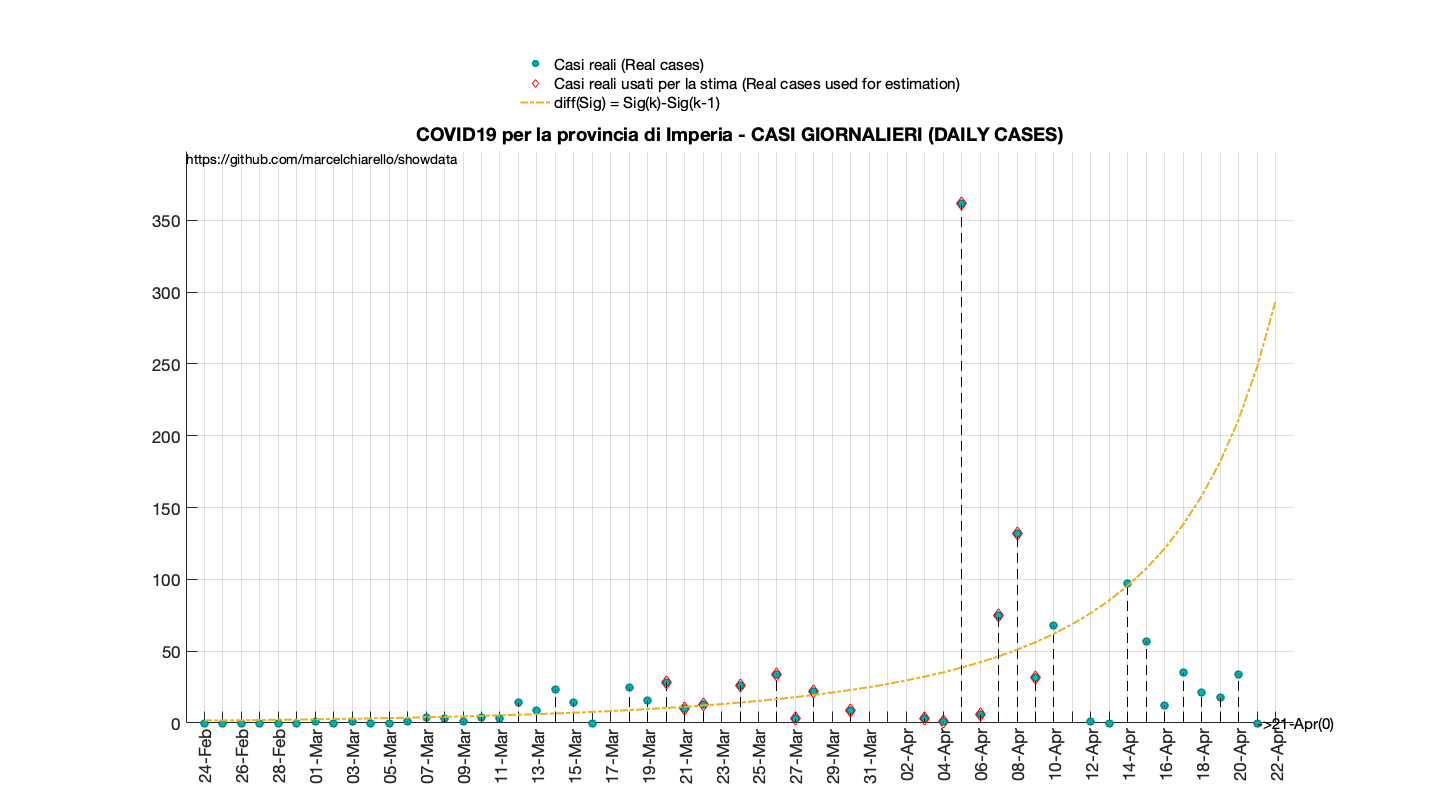 Casi reali (Real cases)
Casi reali usati per la stima (Real cases used for estimation)
diff(Sig) = Sig(k)-Sig(k-1)
COVID19 per la provincia di Imperia - CASI GIORNALIERI (DAILY CASES)
https://github.com/marcelchiarello/showdata
350
300
250
200
150
100
50
0
->21-Apr(0)
24-Feb
26-Feb
28-Feb
01-Mar
03-Mar
05-Mar
07-Mar
09-Mar
11-Mar
13-Mar
15-Mar
17-Mar
19-Mar
21-Mar
23-Mar
25-Mar
27-Mar
29-Mar
31-Mar
02-Apr
04-Apr
06-Apr
08-Apr
10-Apr
12-Apr
14-Apr
16-Apr
18-Apr
20-Apr
22-Apr